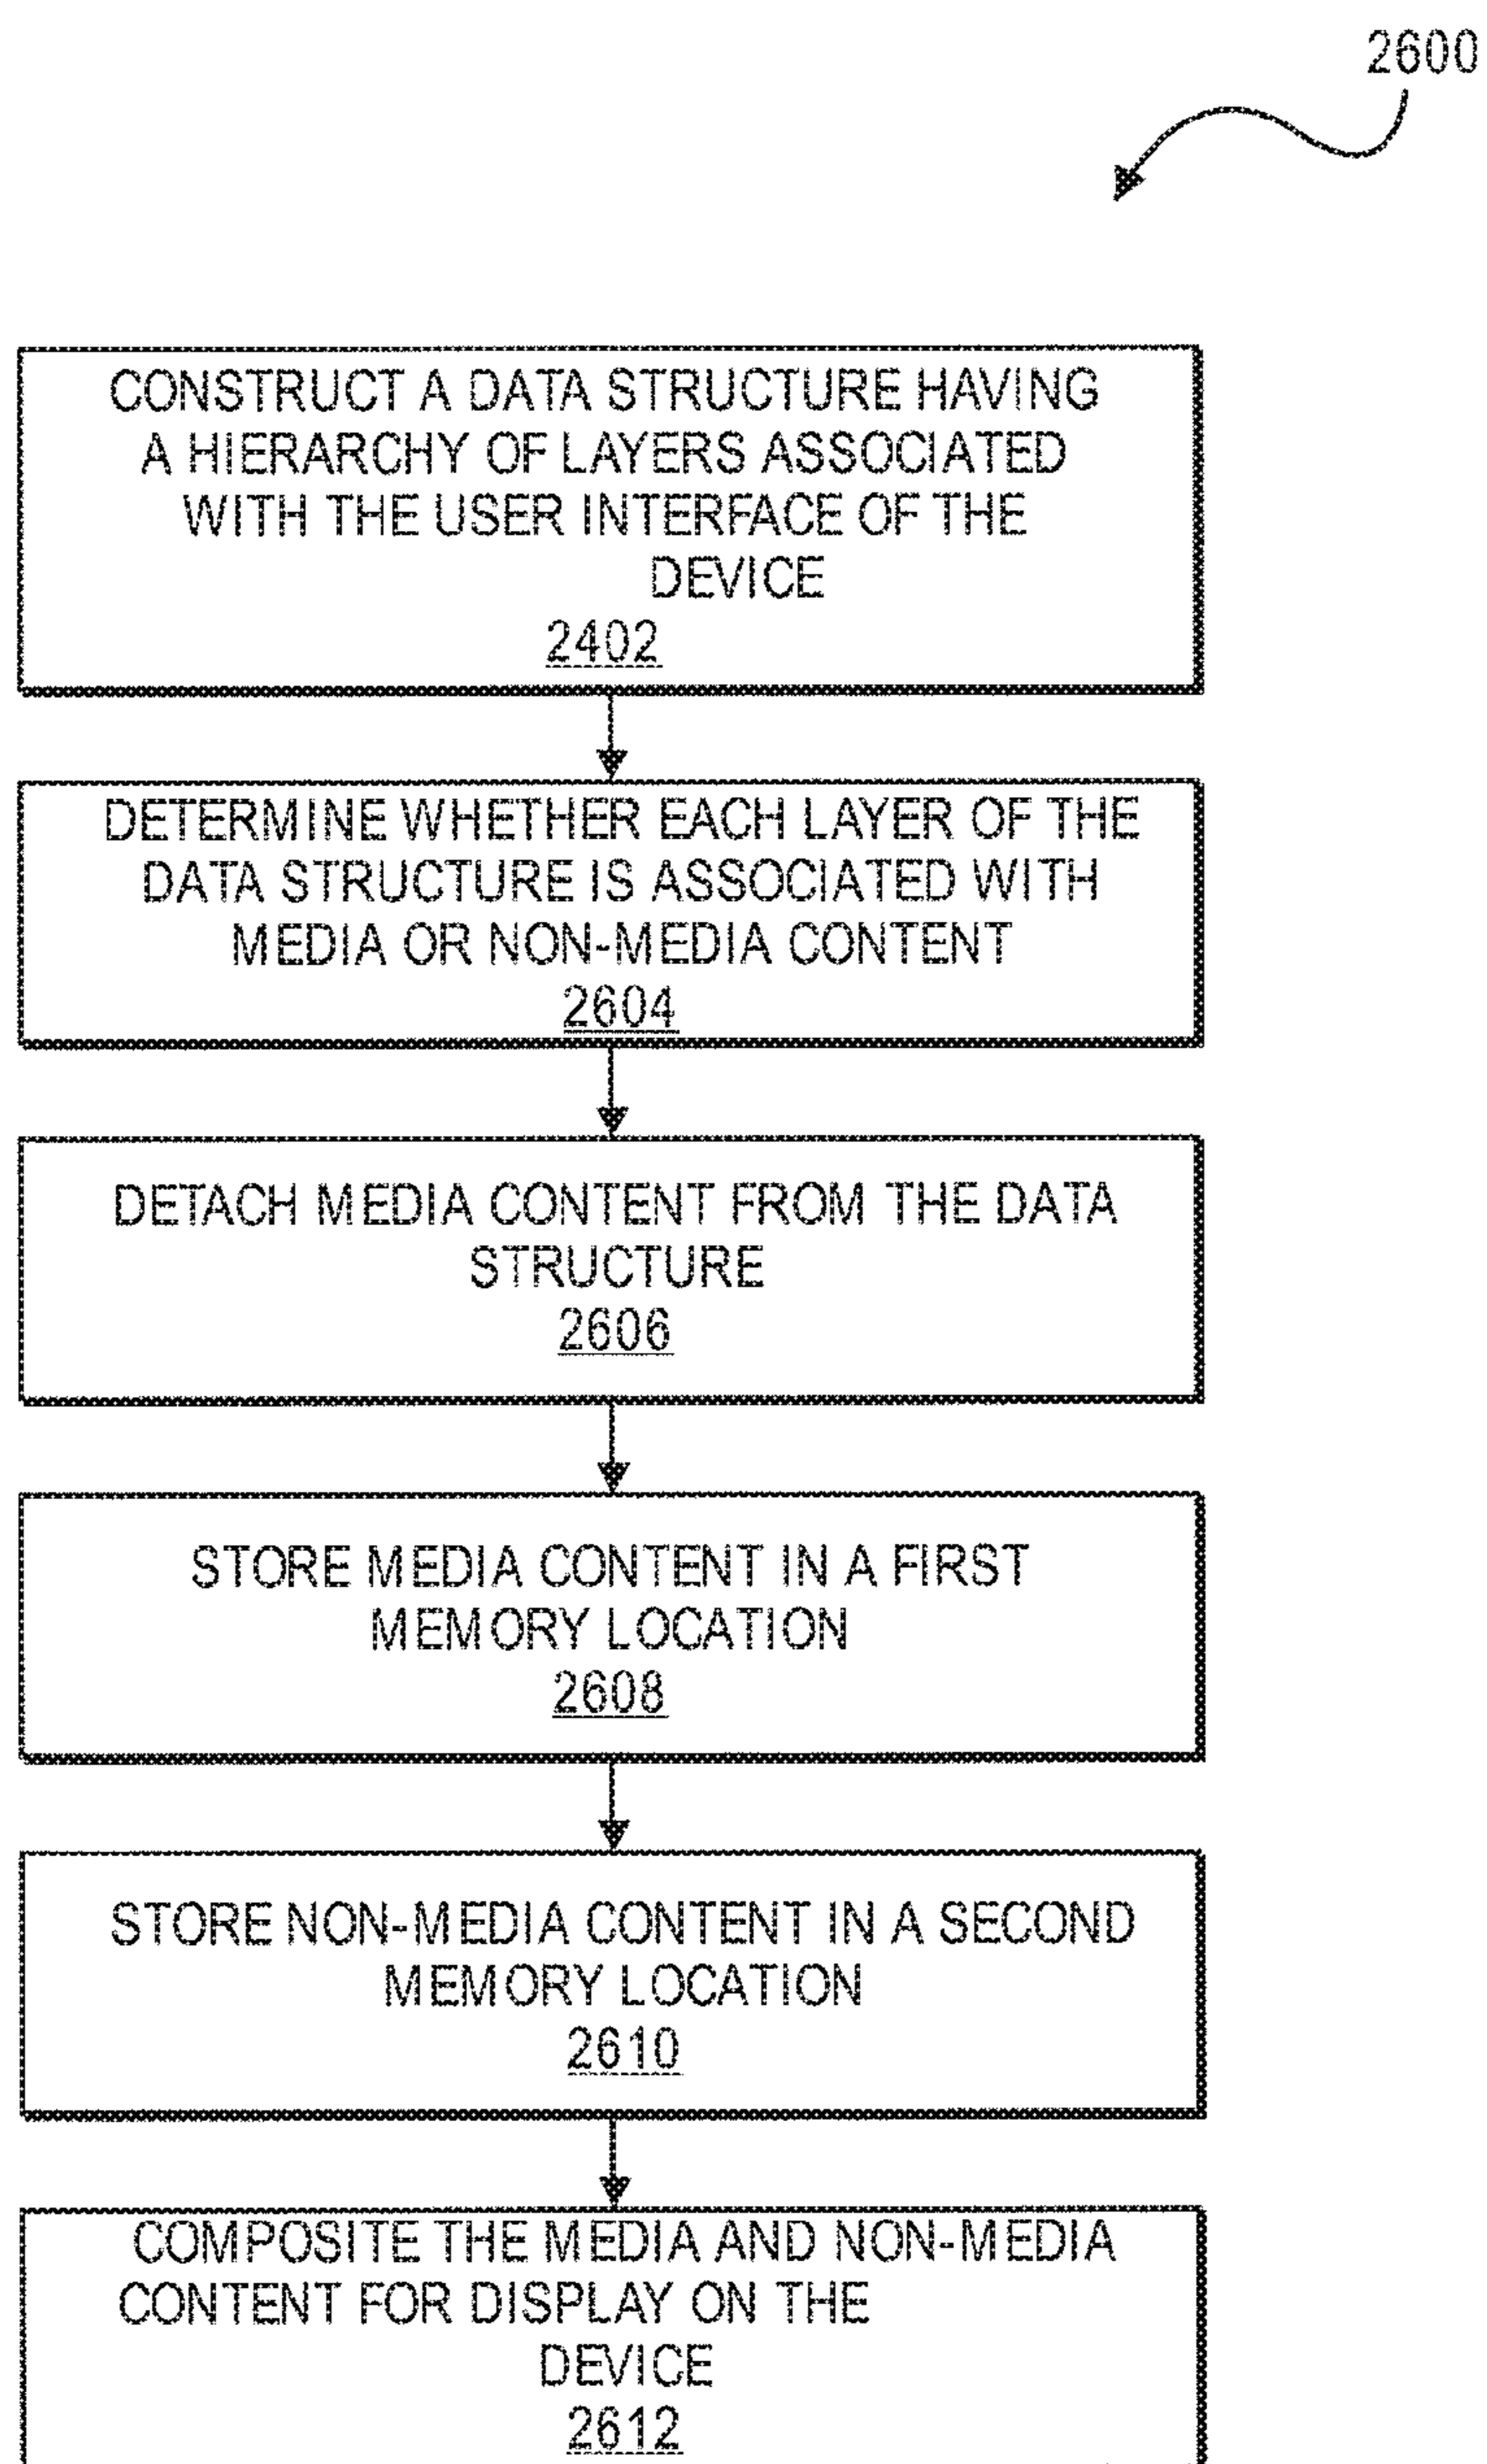 2600
CONSTRUCT A DATA STRUCTURE HAVING
A HIERARCHY OF LAYERS ASSOCIATED
WITH THE USER INTERFACE OF THE
DEVICE
2402
DETERMINE WHETHER EACH LAYER OF THE
DATA STRUCTURE IS ASSOCIATED WITH
MEDIA OR NON-MEDIA CONTENT
2604
DETACH MEDIA CONTENT FROM THE DATA
STRUCTURE
2606
STORE MEDIA CONTENT IN A FIRST
MEMORY LOCATION
2608
STORE NON-MEDIA CONTENT IN A SECOND
MEMORY LOCATION
2610
COMPOSITE THE MEDIA AND NON-MEDIA
CONTENT FOR DISPLAY ON THE
DEVICE
2612